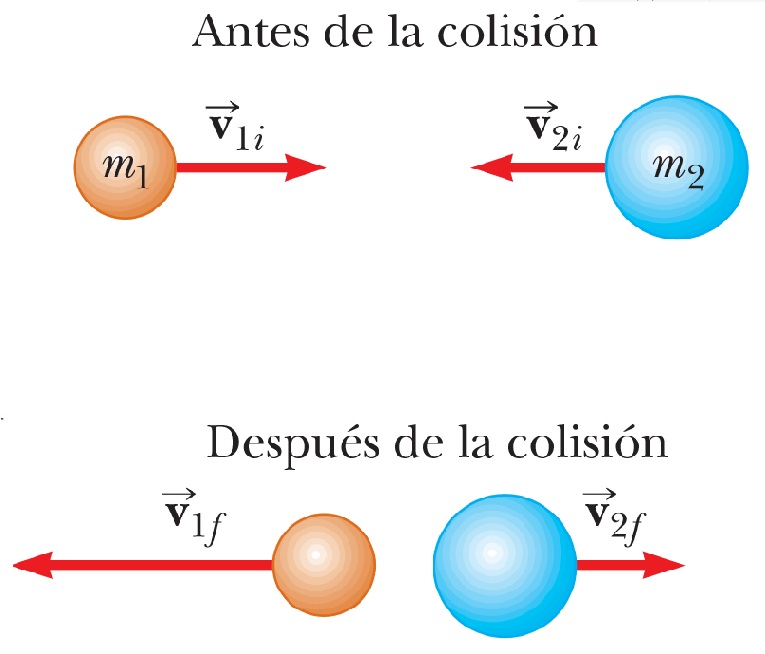 Antes de la colisión
v⃗1i v⃗2i
m1 m2
Después de la colisión
v⃗1f v⃗2f